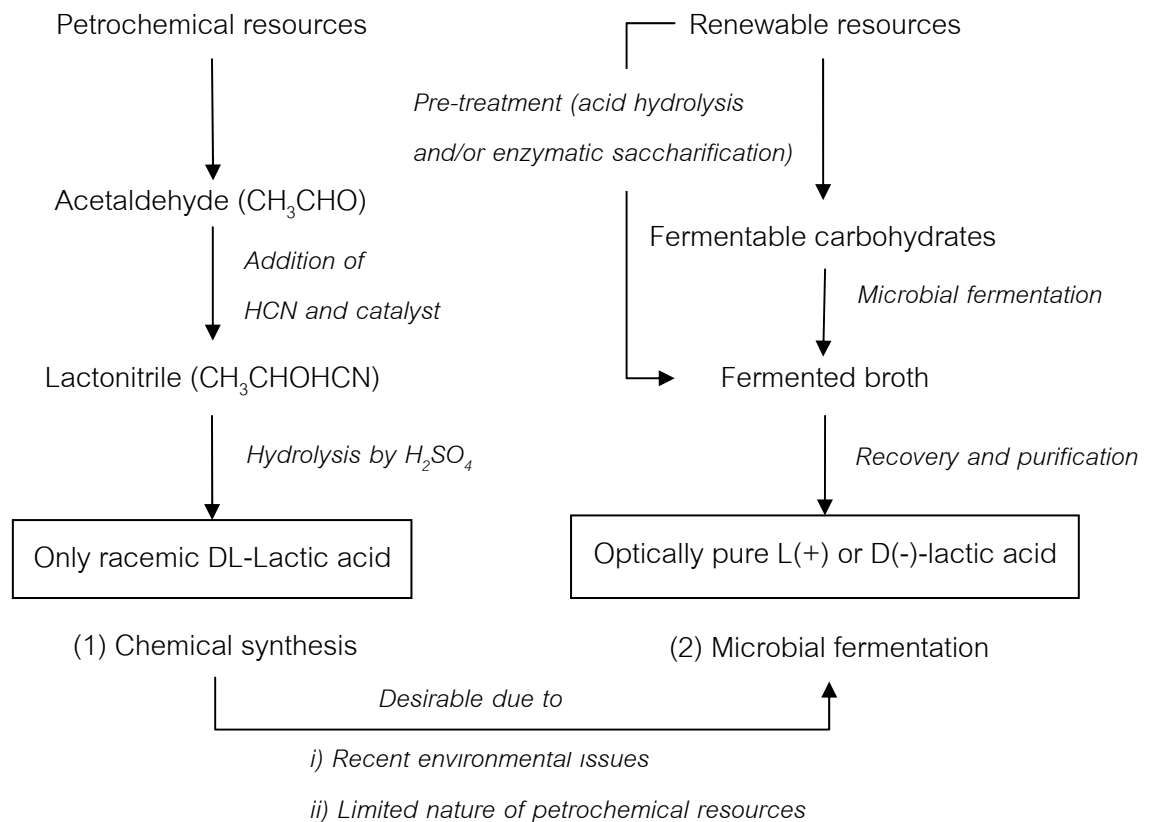 Petrochemical resources
Acetaldehyde (CH₃CHO)
Addition of
HCN and catalyst
Lactonitrile (CH₃CHOHCN)
Hydrolysis by H₂SO₄
Only racemic DL-Lactic acid
(1) Chemical synthesis
Renewable resources
Pre-treatment (acid hydrolysis
and/or enzymatic saccharification)
Fermentable carbohydrates
Microbial fermentation
Fermented broth
Recovery and purification
Optically pure L(+) or D(-)-lactic acid
(2) Microbial fermentation
Desirable due to
i) Recent environmental issues
ii) Limited nature of petrochemical resources